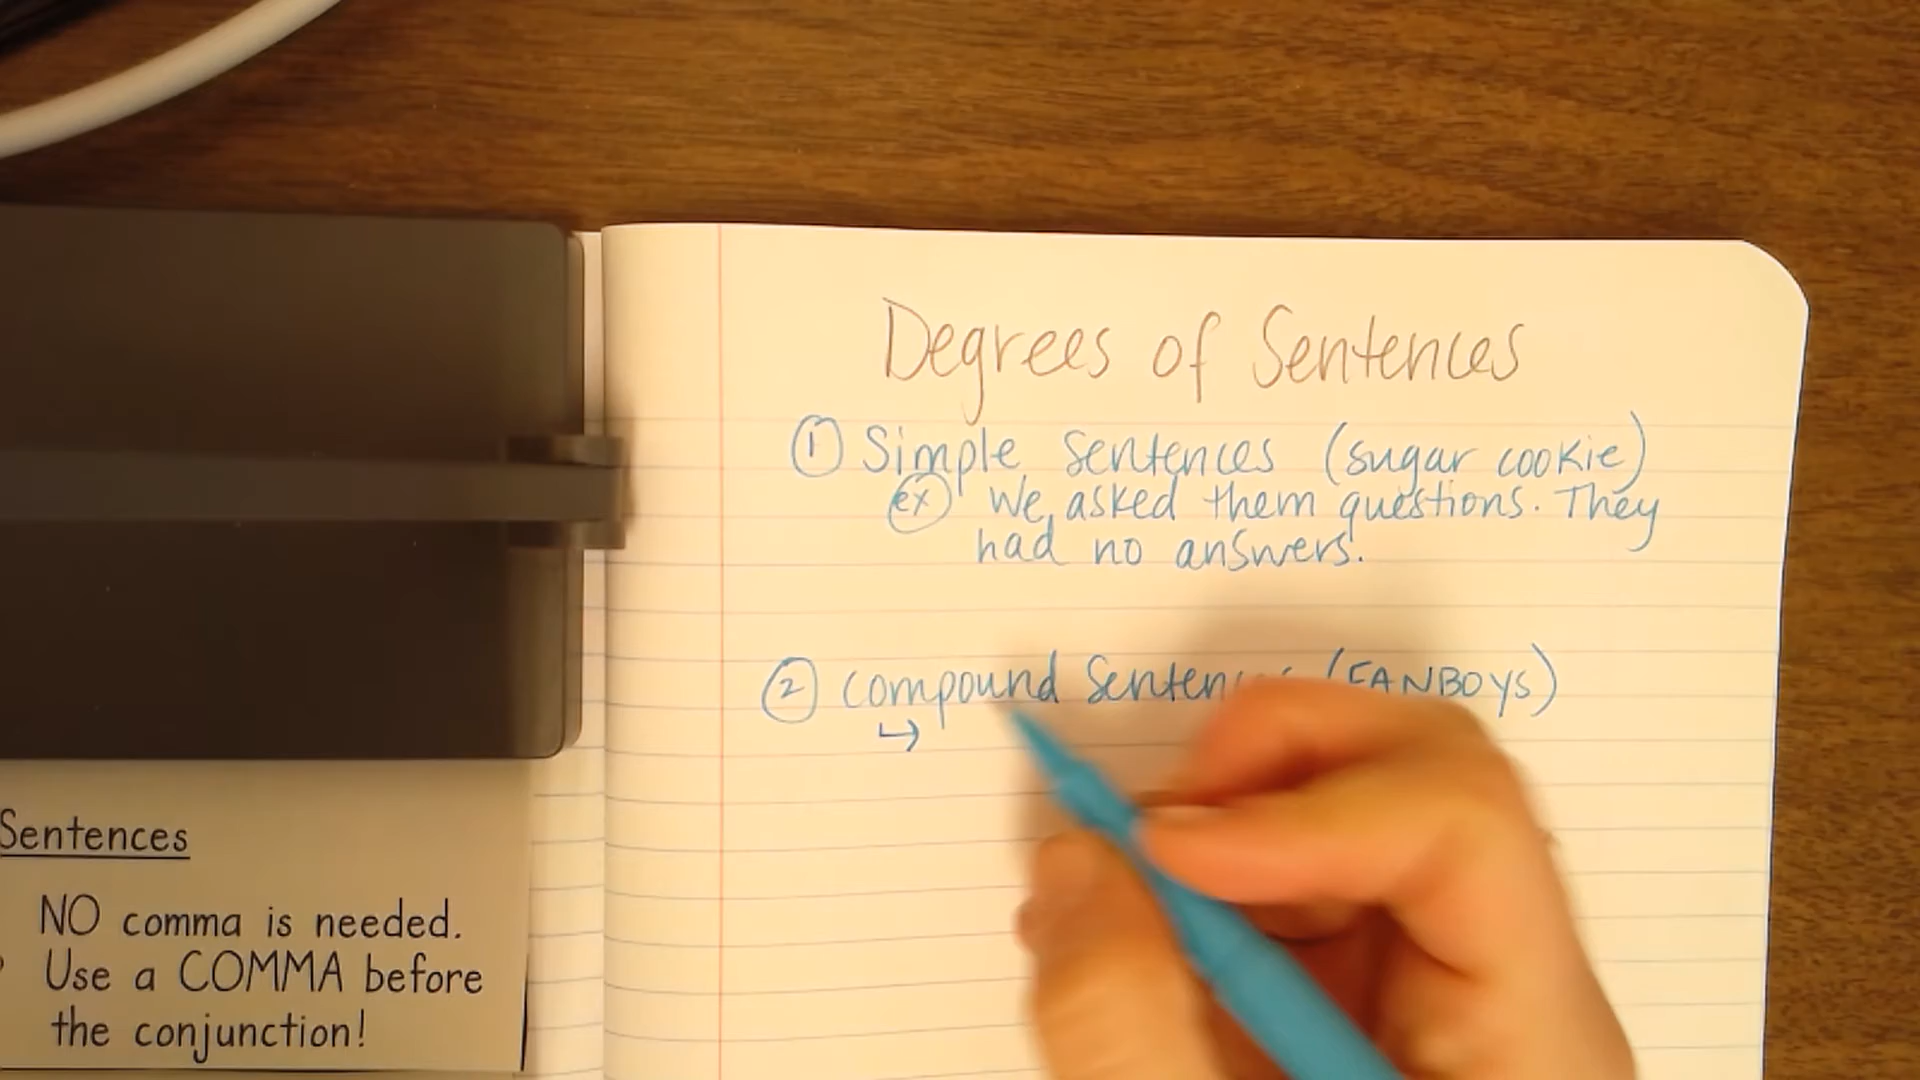 Degrees of Sentences
① Simple Sentences (sugar cookie)
ex We asked them questions. They
had no answers.
② Compound (FANBOYS)
↳
Sentences
NO comma is needed.
Use a COMMA before
the conjunction!